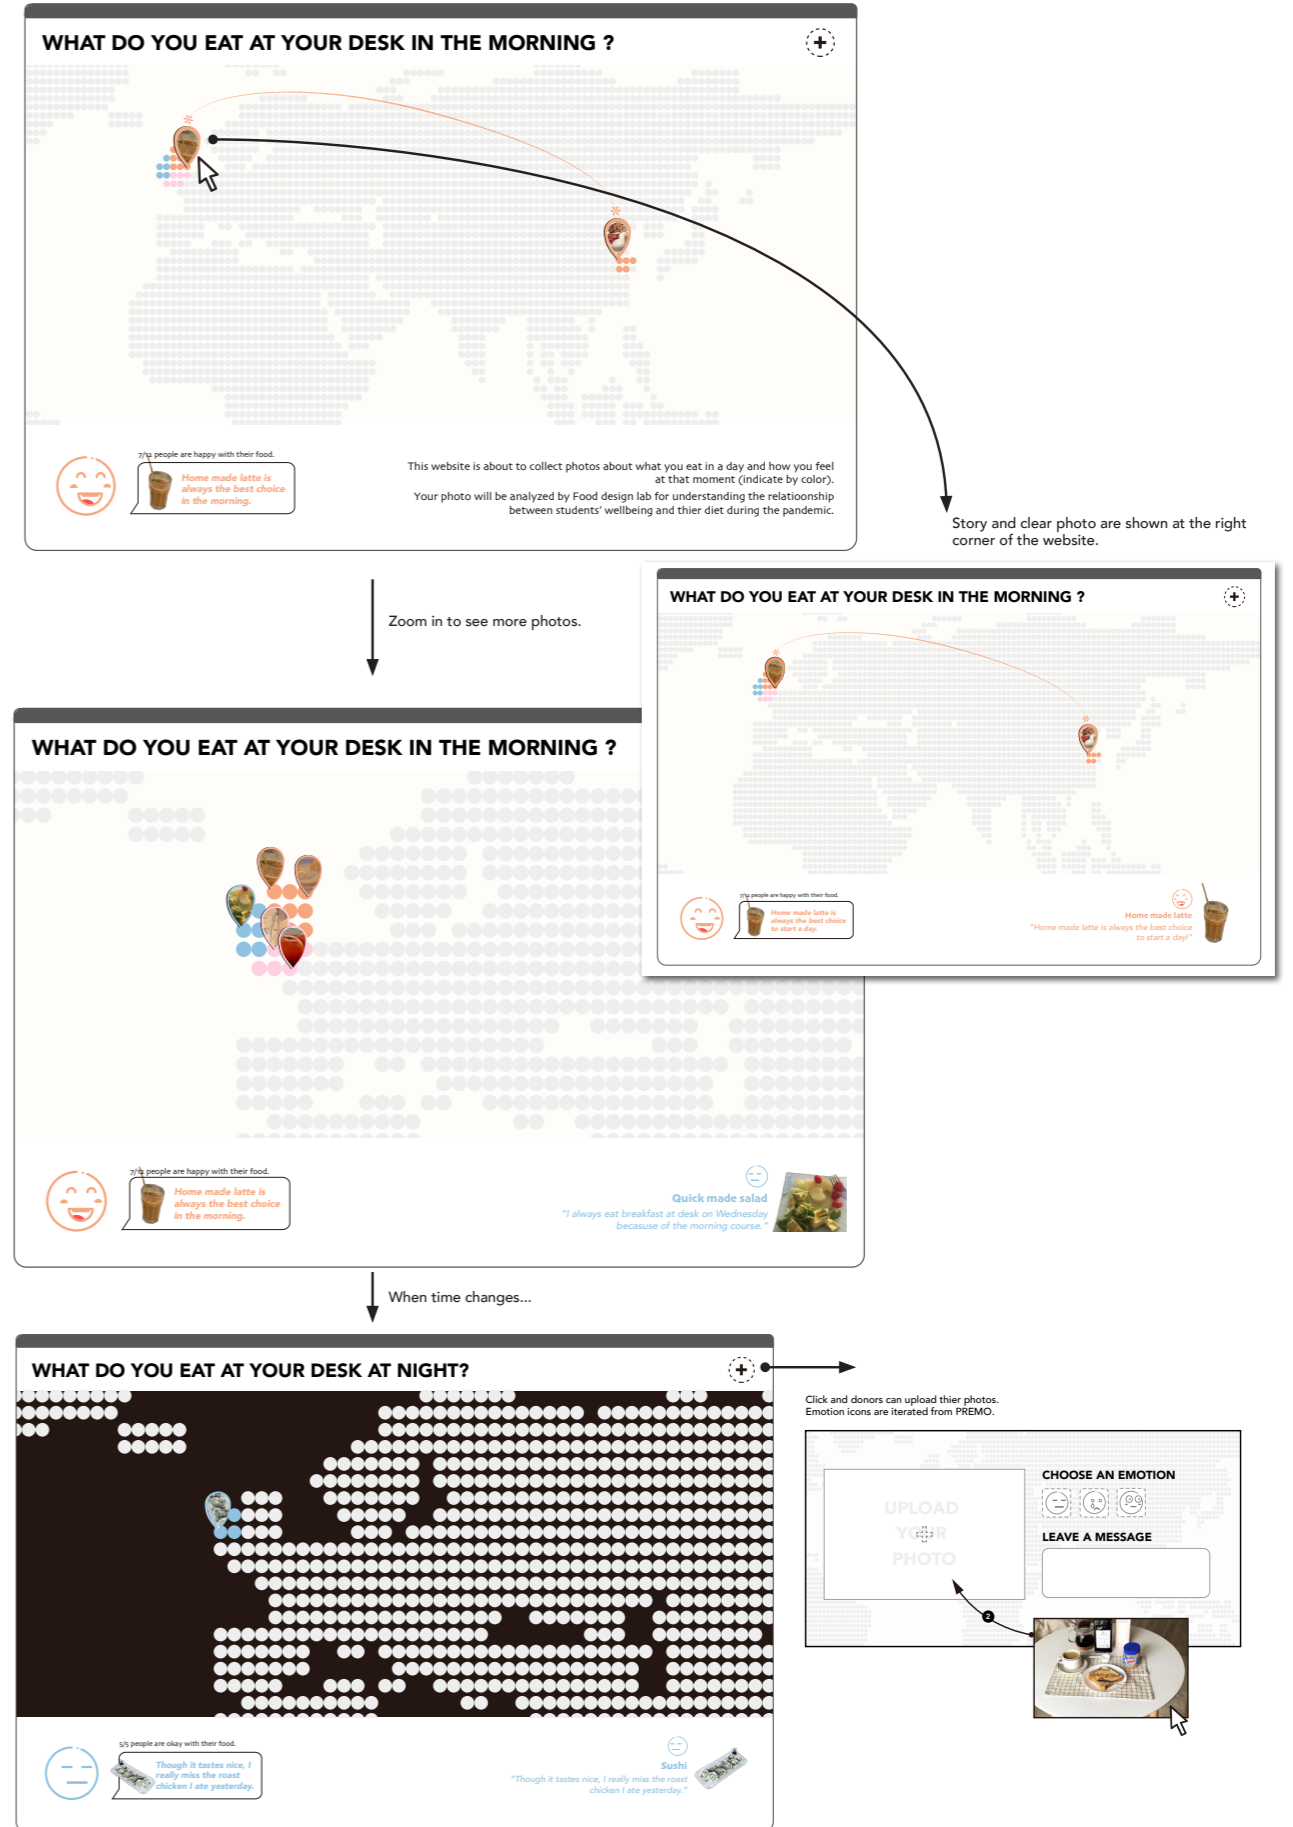 WHAT DO YOU EAT AT YOUR DESK IN THE MORNING ?
7/12 people are happy with their food.
Home made latte is
always the best choice
in the morning.
This website is about to collect photos about what you eat in a day and how you feel
at that moment (indicate by color).
Your photo will be analyzed by Food design lab for understanding the relatioonship
between students' wellbeing and thier diet during the pandemic.
Story and clear photo are shown at the right
corner of the website.
WHAT DO YOU EAT AT YOUR DESK IN THE MORNING ?
7/12 people are happy with their food.
Home made latte is
always the best choice
to start a day.
Home made latte
"Home made latte is always the best choice
to start a day!"
Zoom in to see more photos.
WHAT DO YOU EAT AT YOUR DESK IN THE MORNING ?
7/12 people are happy with their food.
Home made latte is
always the best choice
in the morning.
Quick made salad
"I always eat breakfast at desk on Wednesday
becasuse of the morning course."
When time changes...
WHAT DO YOU EAT AT YOUR DESK AT NIGHT?
5/5 people are okay with their food.
Though it tastes nice, I
really miss the roast
chicken I ate yesterday.
Sushi
"Though it tastes nice, I really miss the roast
chicken I ate yesterday."
Click and donors can upload thier photos.
Emotion icons are iterated from PREMO.
UPLOAD
YOUR
PHOTO
CHOOSE AN EMOTION
LEAVE A MESSAGE
2